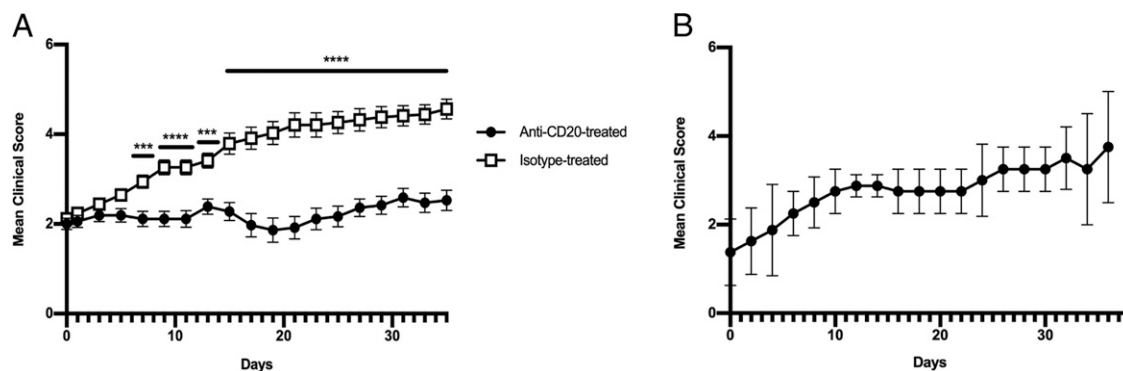 A
Mean Clinical Score
6
4
2
0
0
10
20
30
Days
***
****
***
****
Anti-CD20-treated
Isotype-treated
B
Mean Clinical Score
6
4
2
0
0
10
20
30
Days